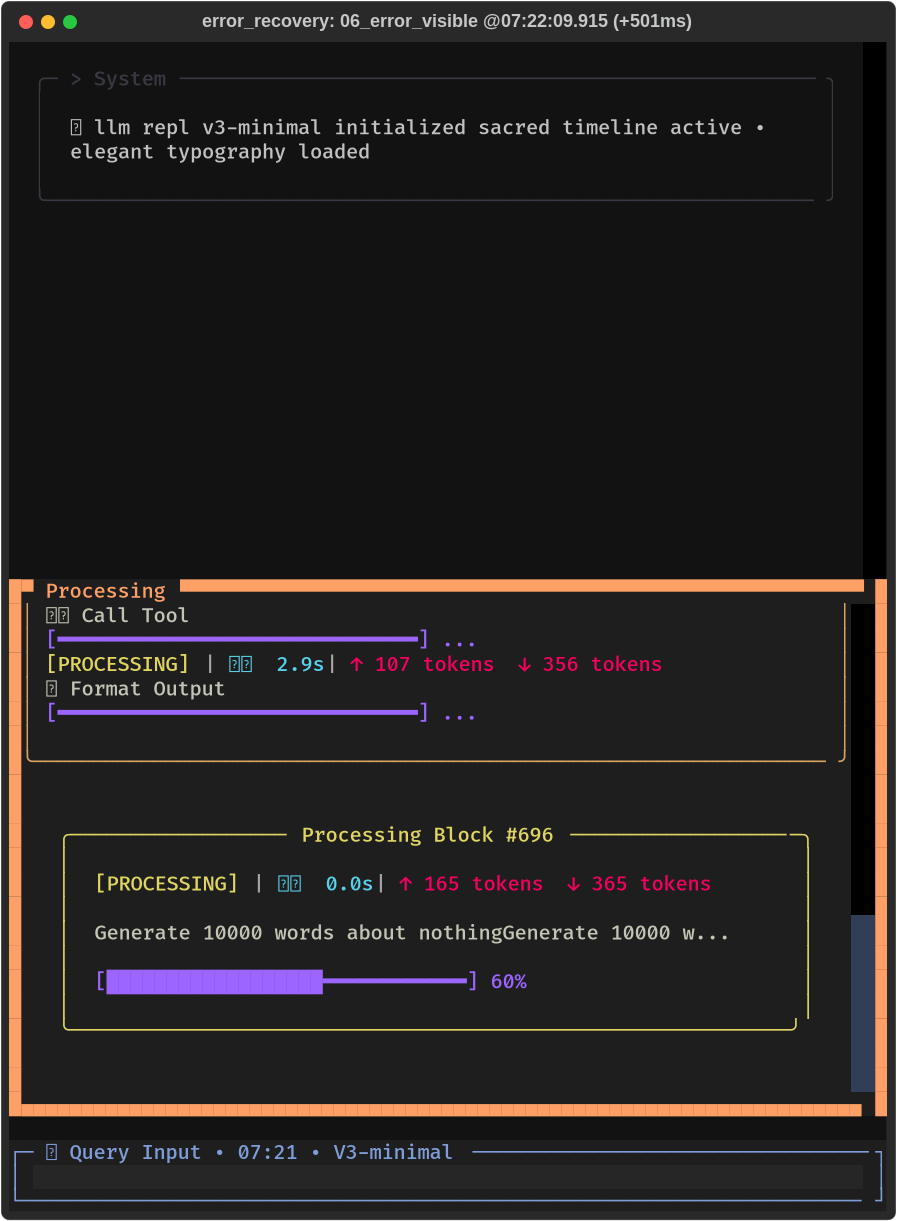 error_recovery: 06_error_visible @07:22:09.915 (+501ms)
> System
llm repl v3-minimal initialized sacred timeline active •
elegant typography loaded
Processing
Call Tool
[━━━━━━━━━━━━━━━━━━━━━━━━━━━━━━] ...
[PROCESSING] | 2.9s| ↑ 107 tokens ↓ 356 tokens
Format Output
[━━━━━━━━━━━━━━━━━━━━━━━━━━━━━━] ...
Processing Block #696
[PROCESSING] | 0.0s| ↑ 165 tokens ↓ 365 tokens
Generate 10000 words about nothingGenerate 10000 w...
[██████████████████━━━━━━━━━━━━] 60%
Query Input • 07:21 • V3-minimal